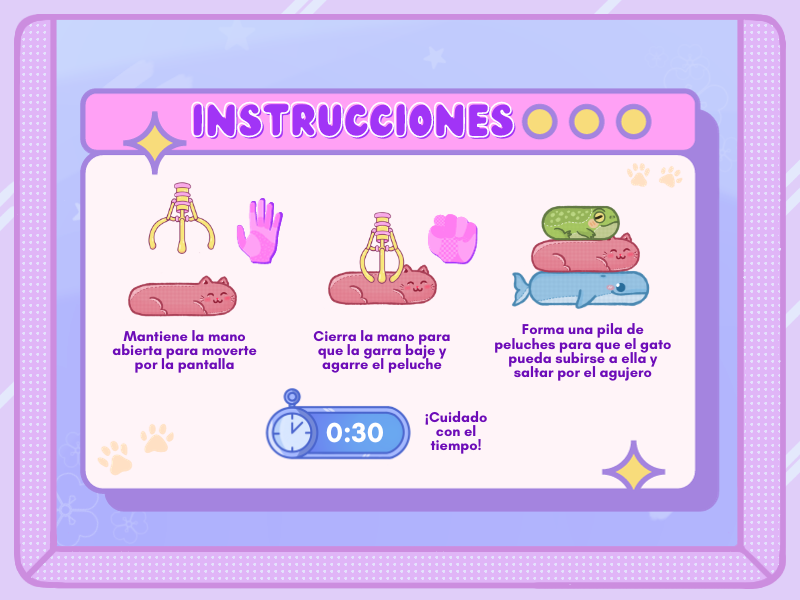 INSTRUCCIONES
Mantiene la mano
abierta para moverte
por la pantalla
Cierra la mano para
que la garra baje y
agarre el peluche
Forma una pila de
peluches para que el gato
pueda subirse a ella y
saltar por el agujero
0:30
¡Cuidado
con el
tiempo!